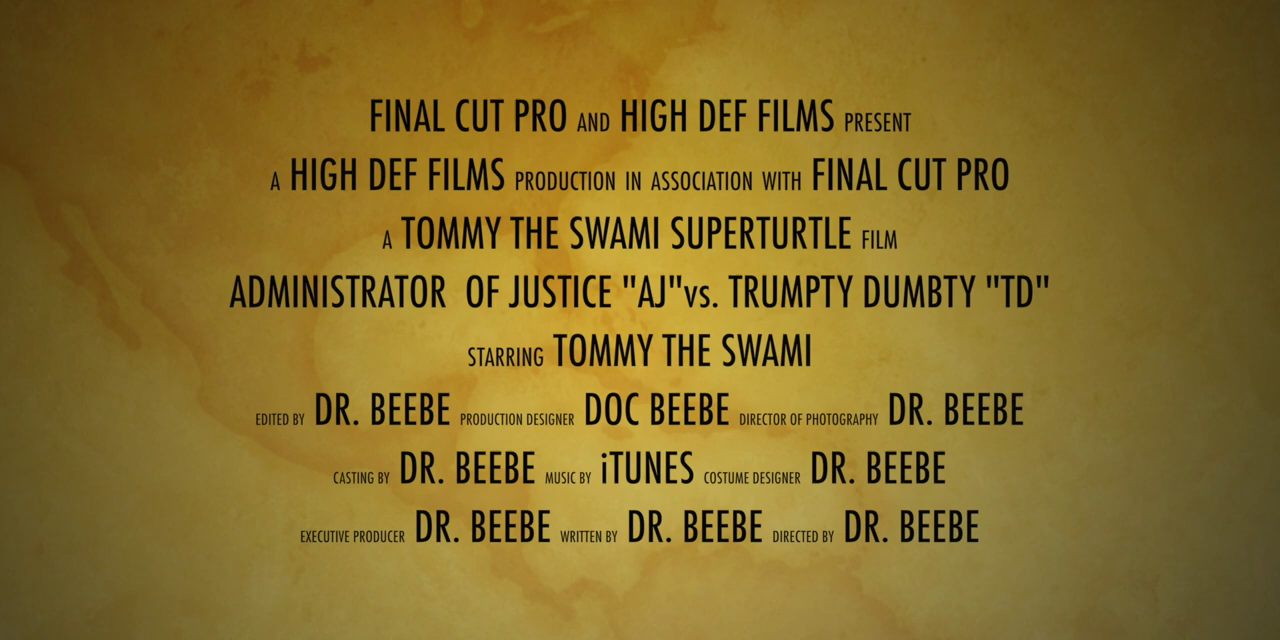 FINAL CUT PRO AND HIGH DEF FILMS PRESENT
A HIGH DEF FILMS PRODUCTION IN ASSOCIATION WITH FINAL CUT PRO
A TOMMY THE SWAMI SUPERTURTLE FILM
ADMINISTRATOR  OF JUSTICE "AJ"vs. TRUMPTY DUMBTY "TD"
STARRING TOMMY THE SWAMI
EDITED BY DR. BEEBE PRODUCTION DESIGNER DOC BEEBE DIRECTOR OF PHOTOGRAPHY DR. BEEBE
CASTING BY DR. BEEBE MUSIC BY iTUNES COSTUME DESIGNER DR. BEEBE
EXECUTIVE PRODUCER DR. BEEBE WRITTEN BY DR. BEEBE DIRECTED BY DR. BEEBE